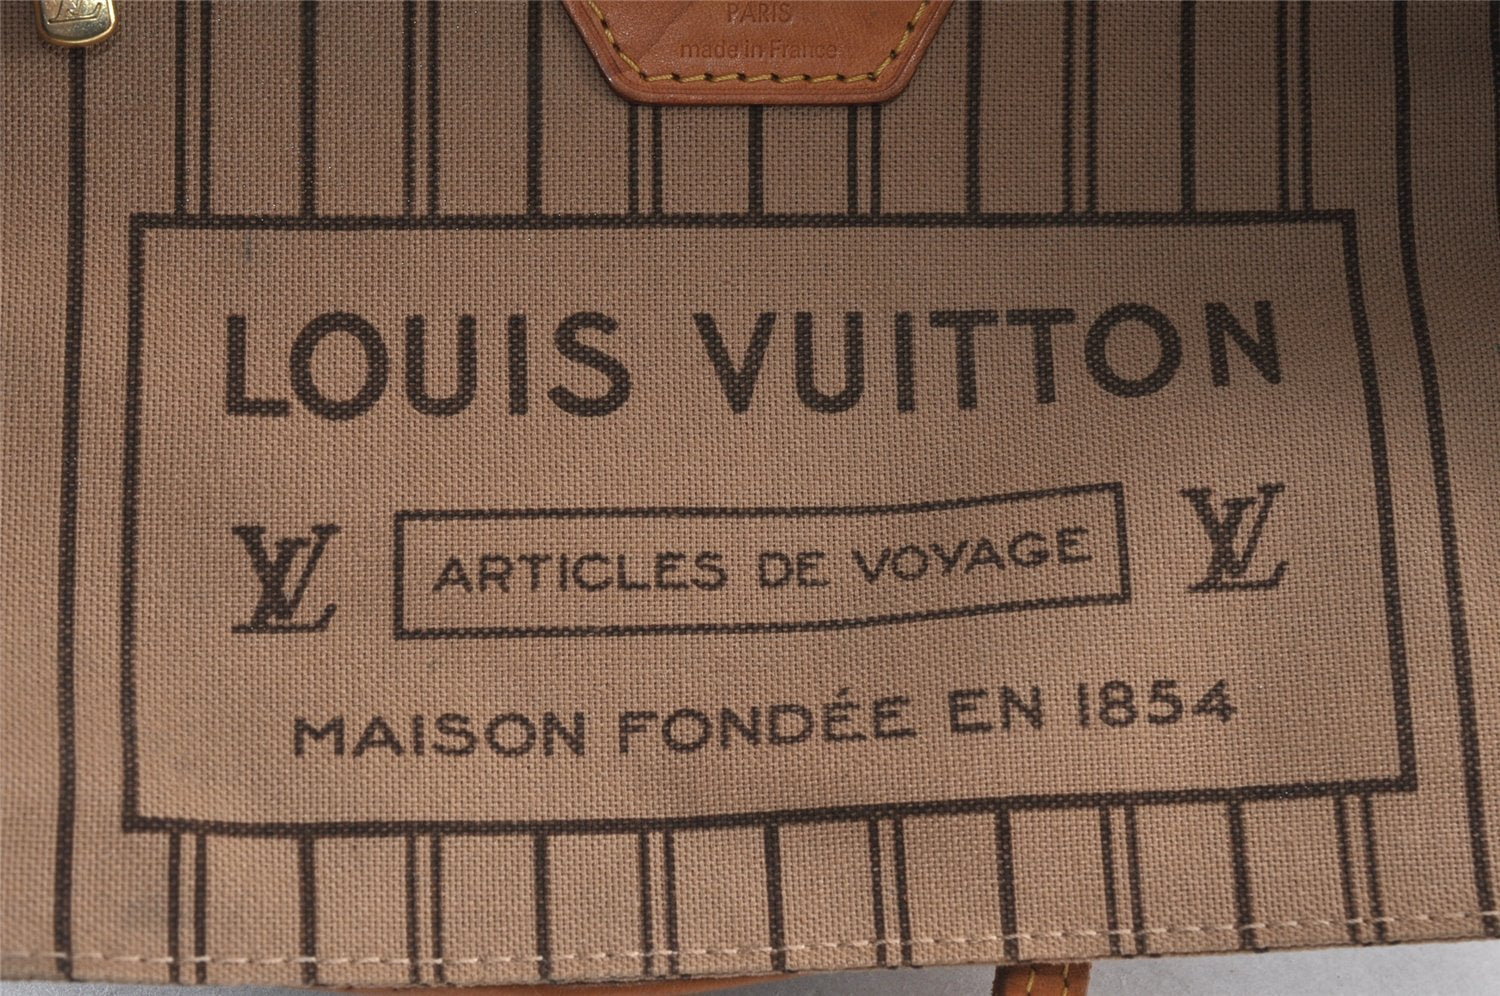 PARIS
made in France
LOUIS VUITTON
LV ARTICLES DE VOYAGE LV
MAISON FONDÉE EN 1854